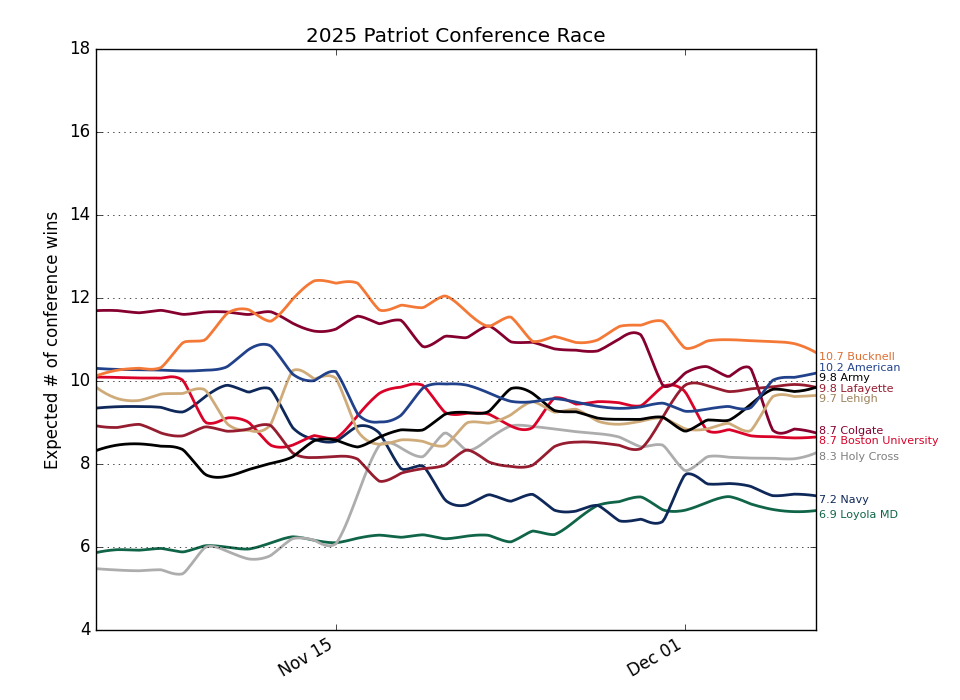 2025 Patriot Conference Race
Expected # of conference wins
18
16
14
12
10
8
6
4
Nov 15
Dec 01
10.7 Bucknell
10.2 American
9.8 Army
9.8 Lafayette
9.7 Lehigh
8.7 Colgate
8.7 Boston University
8.3 Holy Cross
7.2 Navy
6.9 Loyola MD